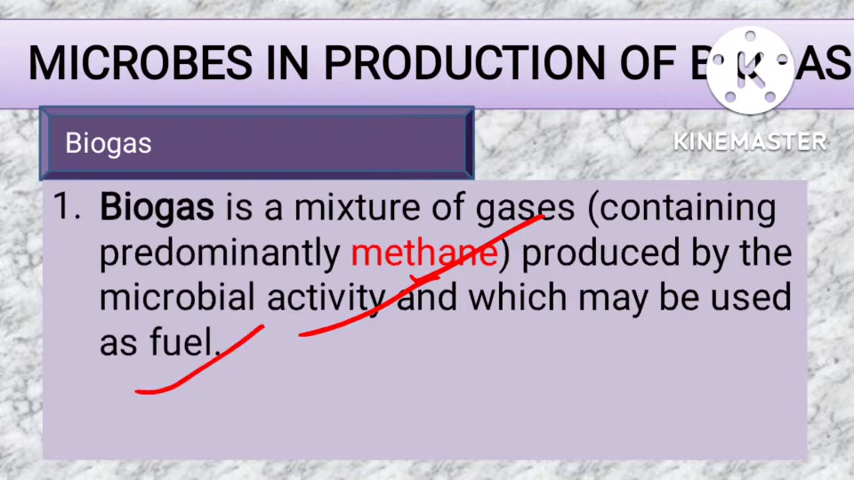 MICROBES IN PRODUCTION OF BIOGAS
KINEMASTER
Biogas
1. Biogas is a mixture of gases (containing
predominantly methane) produced by the
microbial activity and which may be used
as fuel.